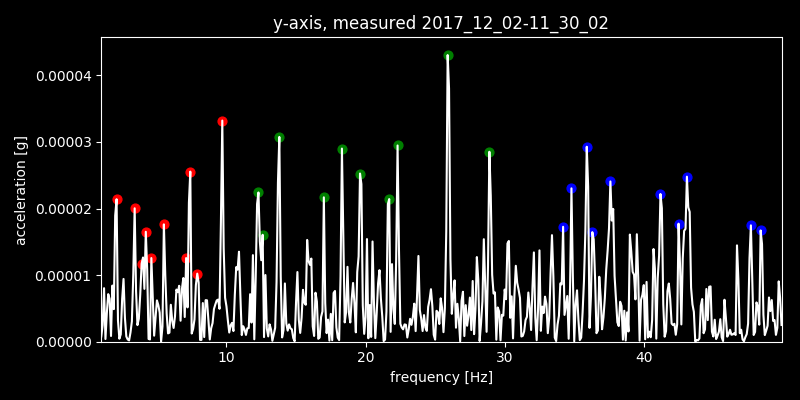 y-axis, measured 2017_12_02-11_30_02
0.00004
0.00003
0.00002
0.00001
0.00000
acceleration [g]
10 20 30 40
frequency [Hz]